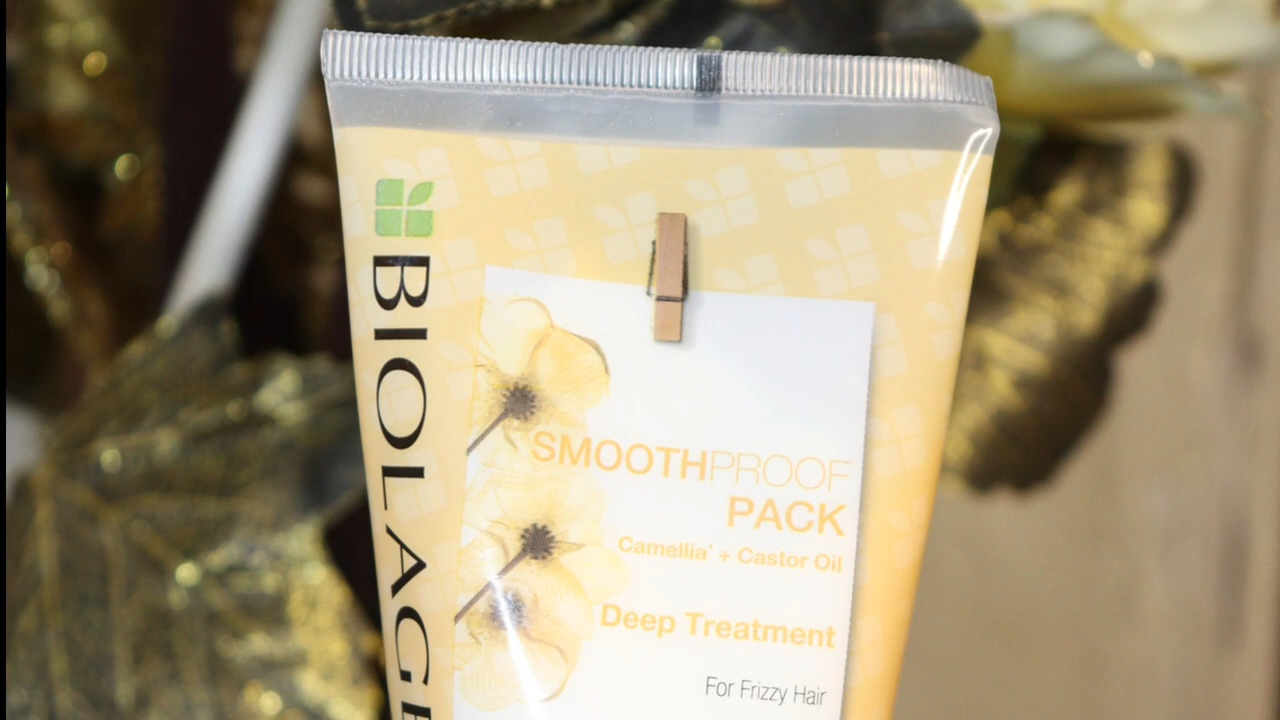 BIOLAGE
SMOOTHPROOF
PACK
Camellia* + Castor Oil
Deep Treatment
For Frizzy Hair